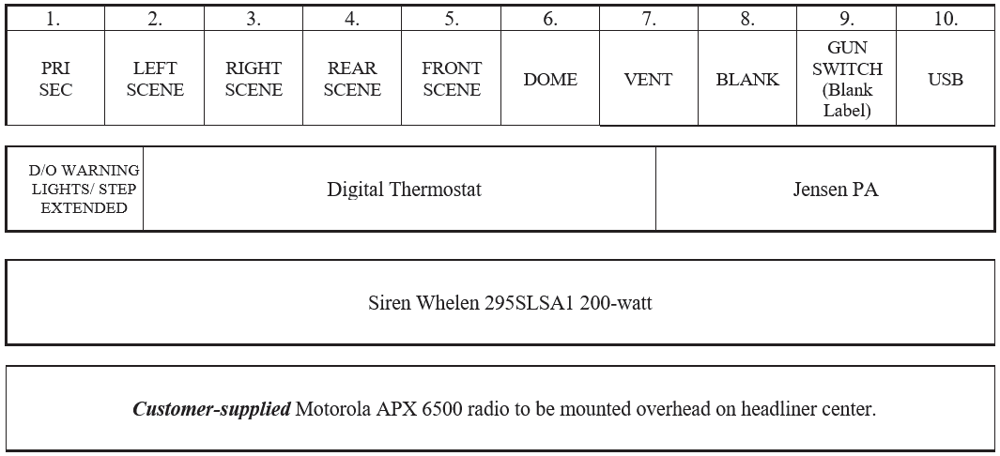 1. 2. 3. 4. 5. 6. 7. 8. 9. 10.
PRI
SEC
LEFT
SCENE
RIGHT
SCENE
REAR
SCENE
FRONT
SCENE
DOME
VENT
BLANK
GUN
SWITCH
(Blank
Label)
USB
D/O WARNING
LIGHTS/ STEP
EXTENDED
Digital Thermostat
Jensen PA
Siren Whelen 295SLSA1 200-watt
Customer-supplied Motorola APX 6500 radio to be mounted overhead on headliner center.